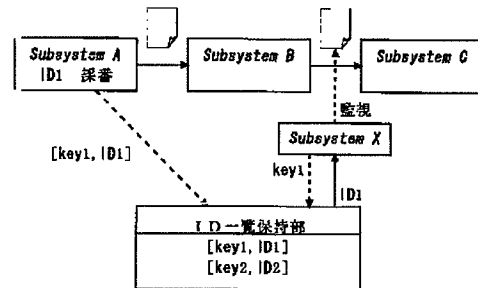 Subsystem A
ID1 採番
Subsystem B
Subsystem C
監視
Subsystem X
[key1, ID1]
key1
ID1
ID一覧保持部
[key1, ID1]
[key2, ID2]